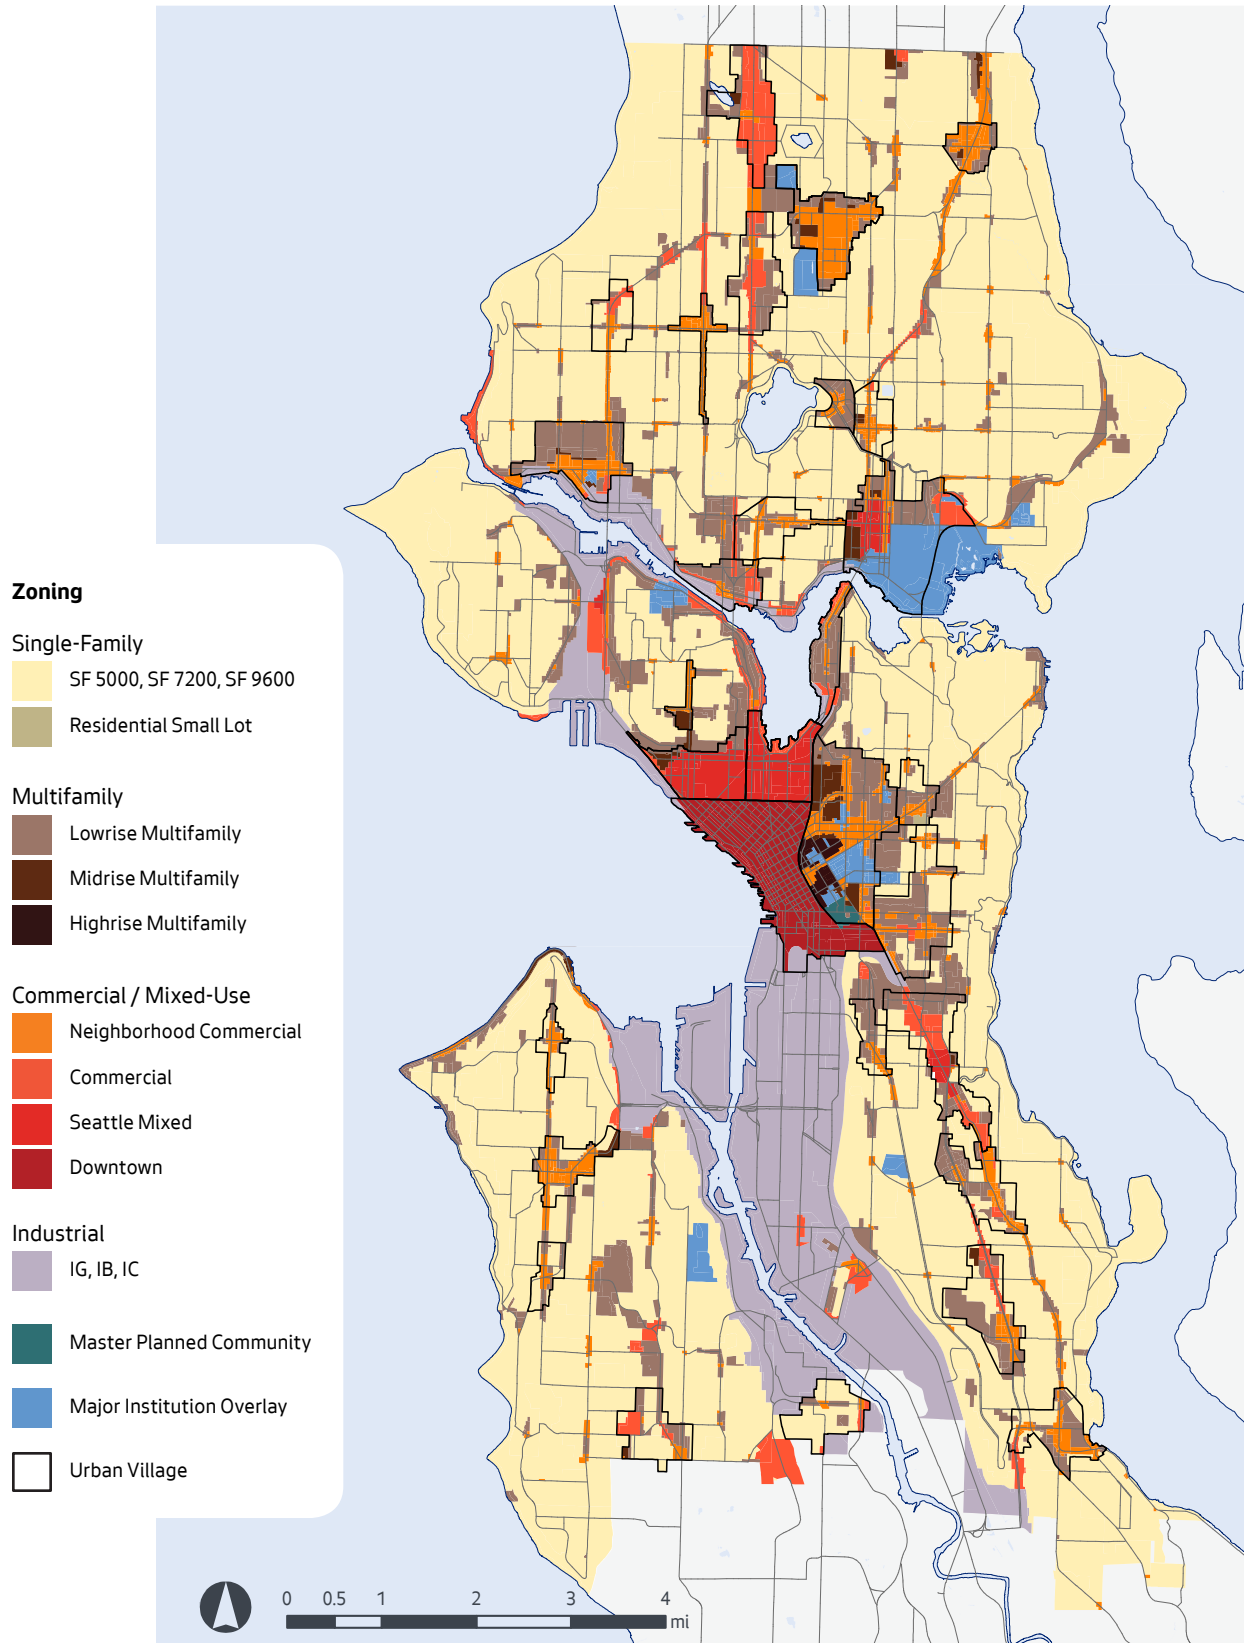 Zoning
Single-Family
SF 5000, SF 7200, SF 9600
Residential Small Lot
Multifamily
Lowrise Multifamily
Midrise Multifamily
Highrise Multifamily
Commercial / Mixed-Use
Neighborhood Commercial
Commercial
Seattle Mixed
Downtown
Industrial
IG, IB, IC
Master Planned Community
Major Institution Overlay
Urban Village
0 0.5 1 2 3 4
mi